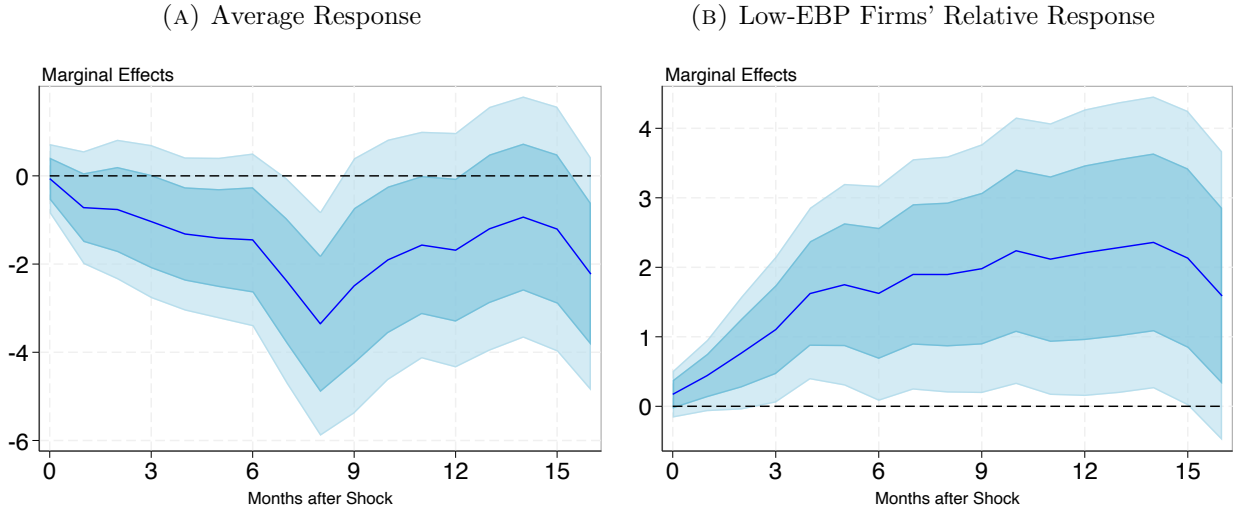 (A) Average Response
Marginal Effects
0
-2
-4
-6
0 3 6 9 12 15
Months after Shock
(B) Low-EBP Firms' Relative Response
Marginal Effects
4
3
2
1
0
0 3 6 9 12 15
Months after Shock